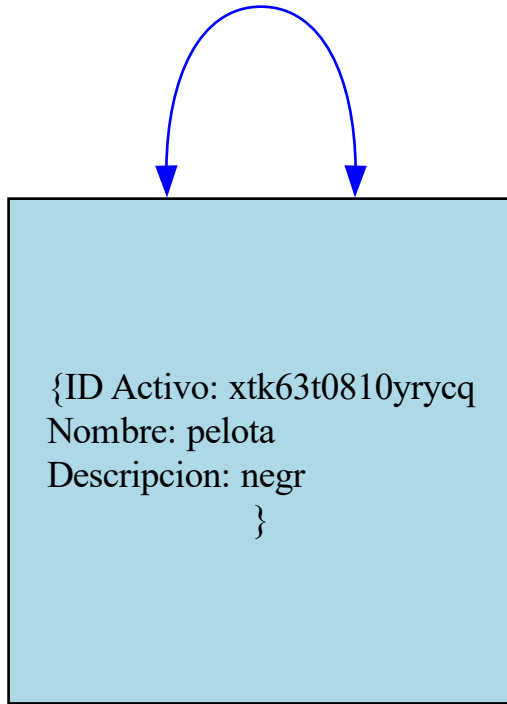 {ID Activo: xtk63t0810yrycq
Nombre: pelota
Descripcion: negr
}